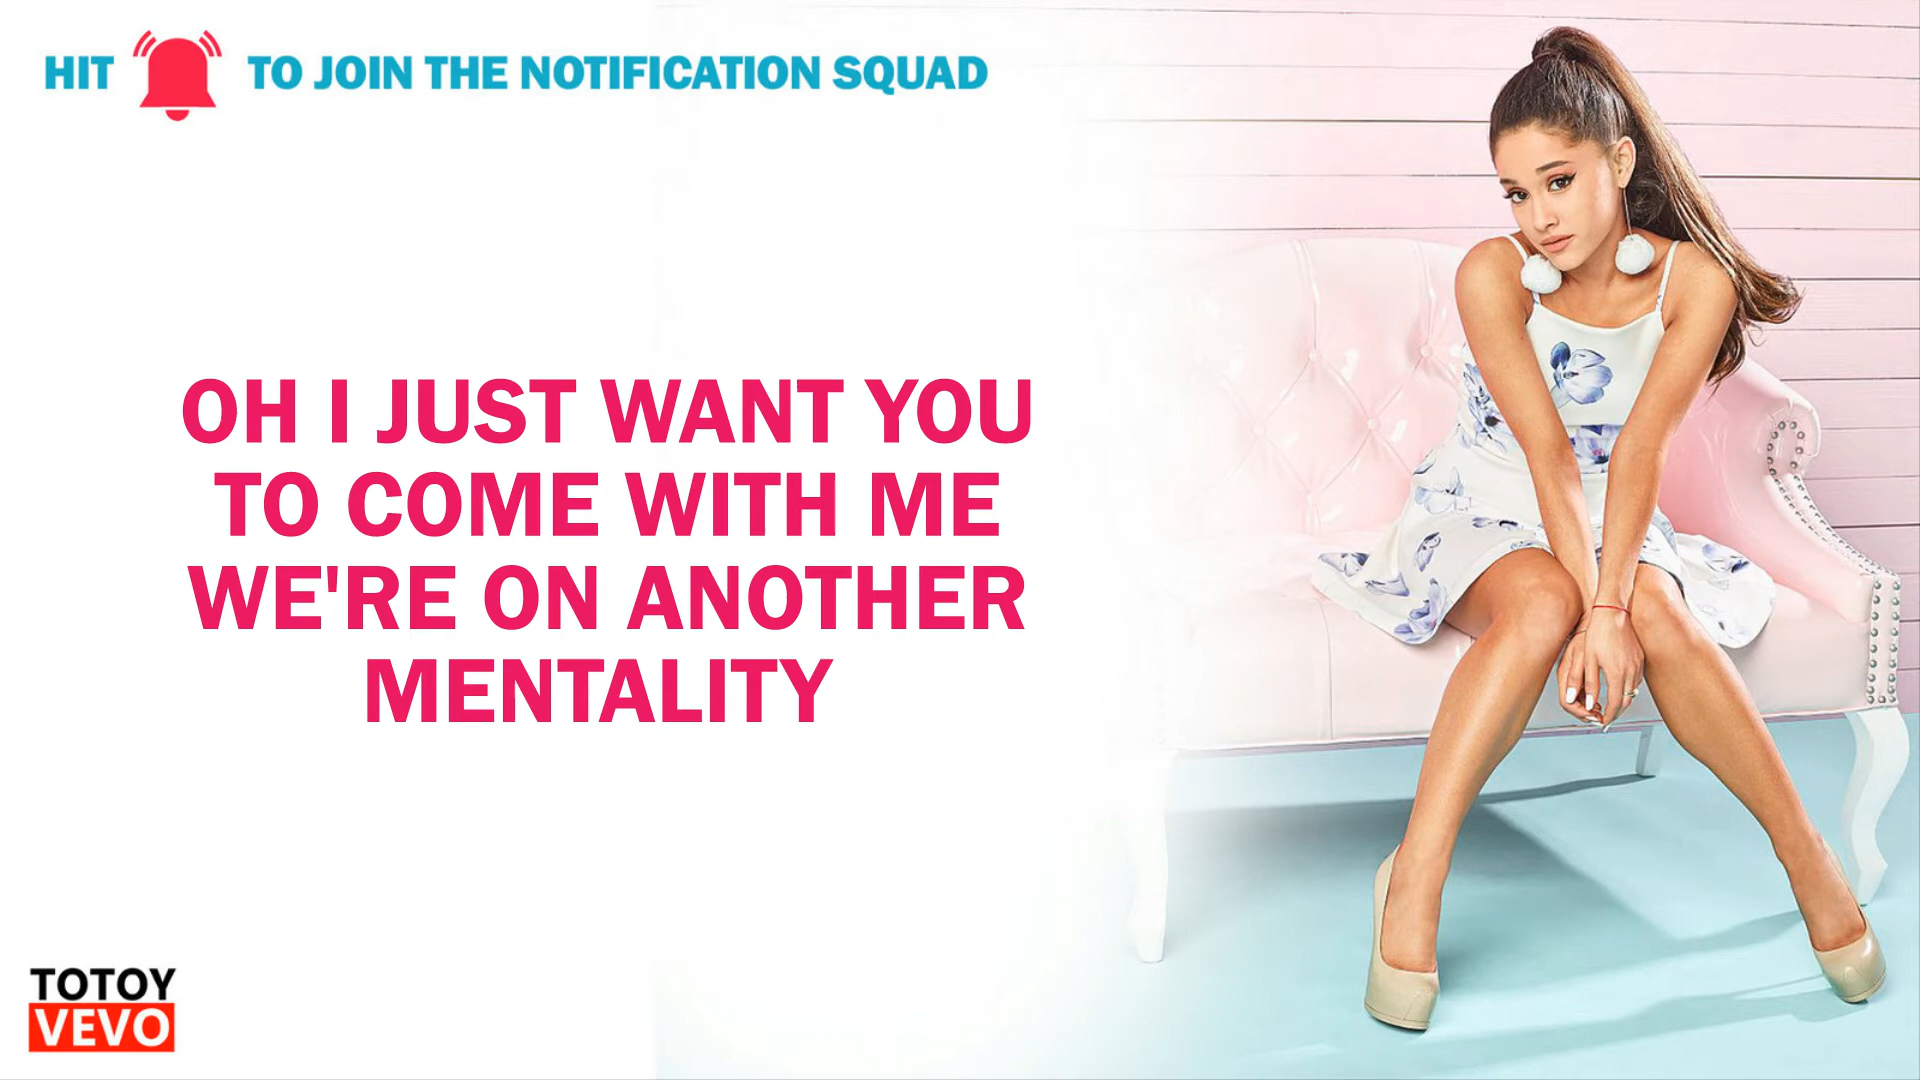 HIT TO JOIN THE NOTIFICATION SQUAD
OH I JUST WANT YOU
TO COME WITH ME
WE'RE ON ANOTHER
MENTALITY
TOTOY
VEVO